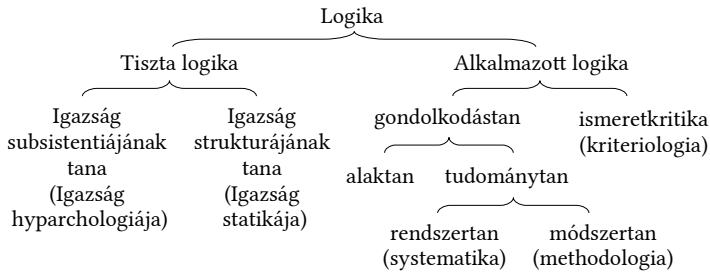 Logika
Tiszta logika
Alkalmazott logika
Igazság
subsistentiájának
tana
(Igazság
hyparchologiája)
Igazság
strukturájának
tana
(Igazság
statikája)
gondolkodástan
ismeretkritika
(kriteriologia)
alaktan
tudománytan
rendszertan
(systematika)
módszertan
(methodologia)